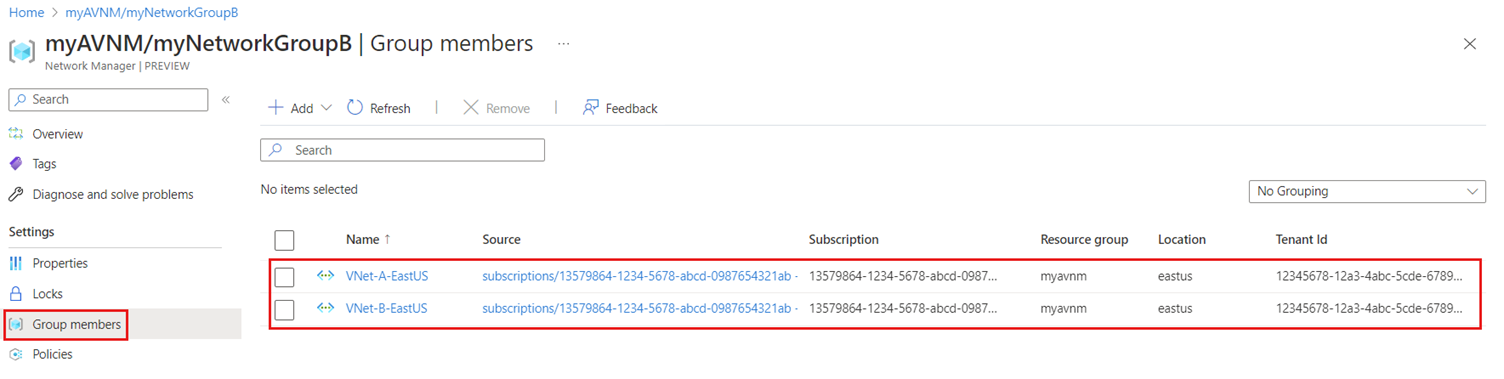 Home > myAVNM/myNetworkGroupB
myAVNM/myNetworkGroupB | Group members ...
Network Manager | PREVIEW
Search «
Add Refresh | Remove | Feedback
Overview
Tags
Diagnose and solve problems
Settings
Properties
Locks
Group members
Policies
Search
No items selected
No Grouping
Name ↑ Source Subscription Resource group Location Tenant Id
VNet-A-EastUS subscriptions/13579864-1234-5678-abcd-0987654321ab - 13579864-1234-5678-abcd-0987... myavnm eastus 12345678-12a3-4abc-5cde-6789...
VNet-B-EastUS subscriptions/13579864-1234-5678-abcd-0987654321ab - 13579864-1234-5678-abcd-0987... myavnm eastus 12345678-12a3-4abc-5cde-6789...